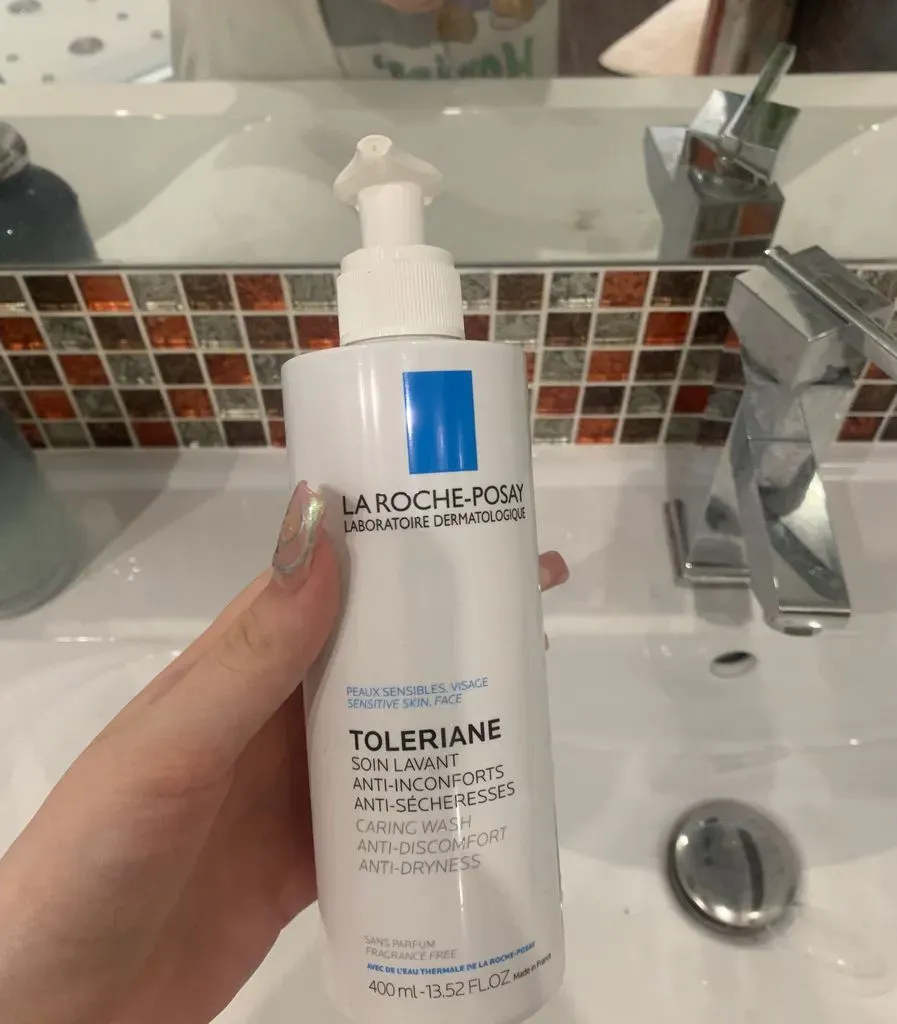 LA ROCHE-POSAY
LABORATOIRE DERMATOLOGIQUE
PEAUX SENSIBLES, VISAGE
SENSITIVE SKIN, FACE
TOLERIANE
SOIN LAVANT
ANTI-INCONFORTS
ANTI-SÉCHERESSES
CARING WASH
ANTI-DISCOMFORT
ANTI-DRYNESS
SANS PARFUM
FRAGRANCE FREE
AVEC DE L'EAU THERMALE DE LA ROCHE-POSAY
400 ml - 13.52 FL.OZ Made in France